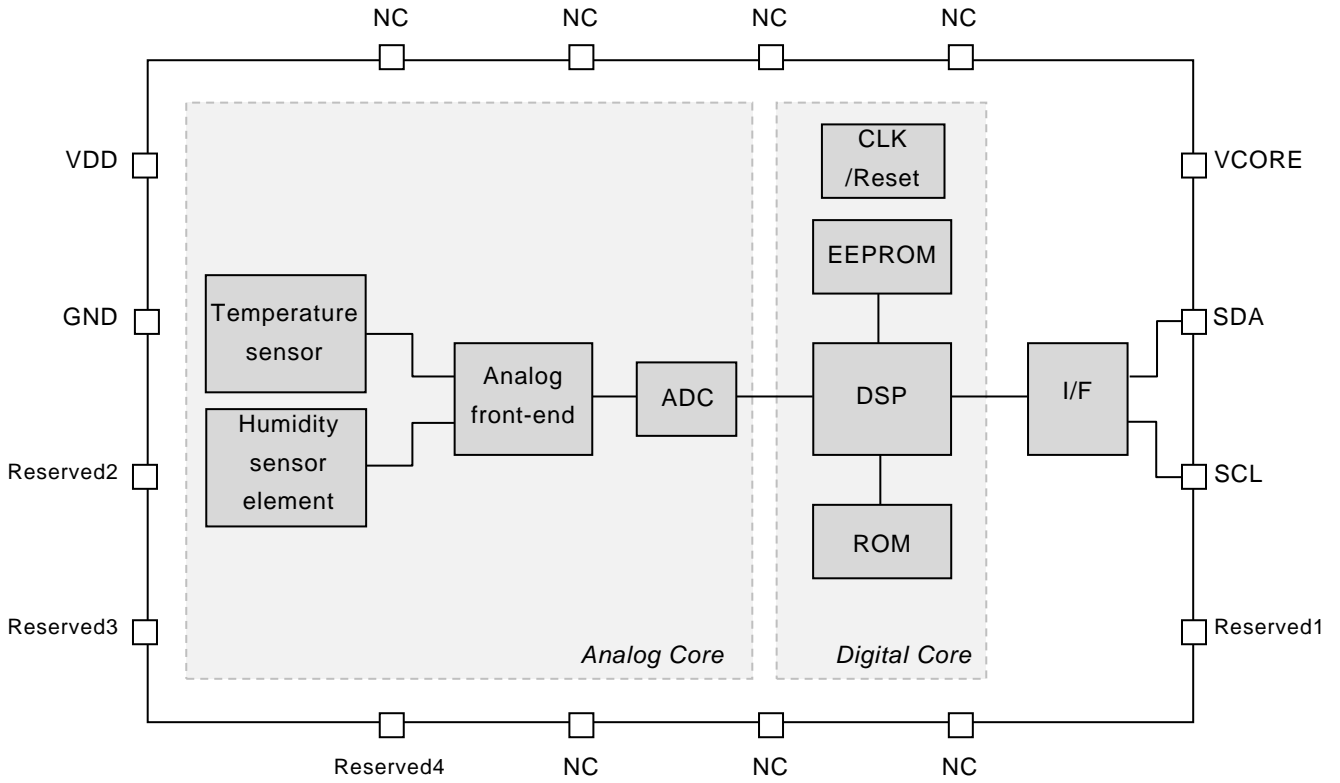 NC
NC
NC
NC
VDD
GND
Reserved2
Reserved3
Temperature
sensor
Humidity
sensor
element
Analog
front-end
ADC
Analog Core
CLK
/Reset
EEPROM
DSP
ROM
Digital Core
I/F
VCORE
SDA
SCL
Reserved1
Reserved4
NC
NC
NC